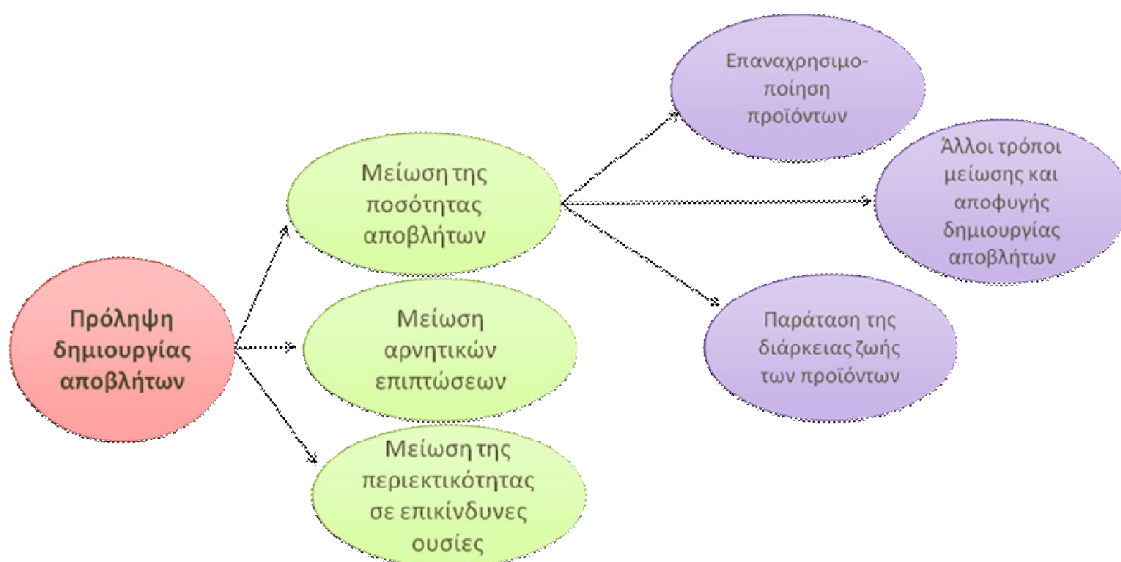 Πρόληψη
δημιουργίας
αποβλήτων
Μείωση της
ποσότητας
αποβλήτων
Μείωση
αρνητικών
επιπτώσεων
Μείωση της
περιεκτικότητας
σε επικίνδυνες
ουσίες
Επαναχρησιμο-
ποίηση
προϊόντων
Άλλοι τρόποι
μείωσης και
αποφυγής
δημιουργίας
αποβλήτων
Παράταση της
διάρκειας ζωής
των προϊόντων